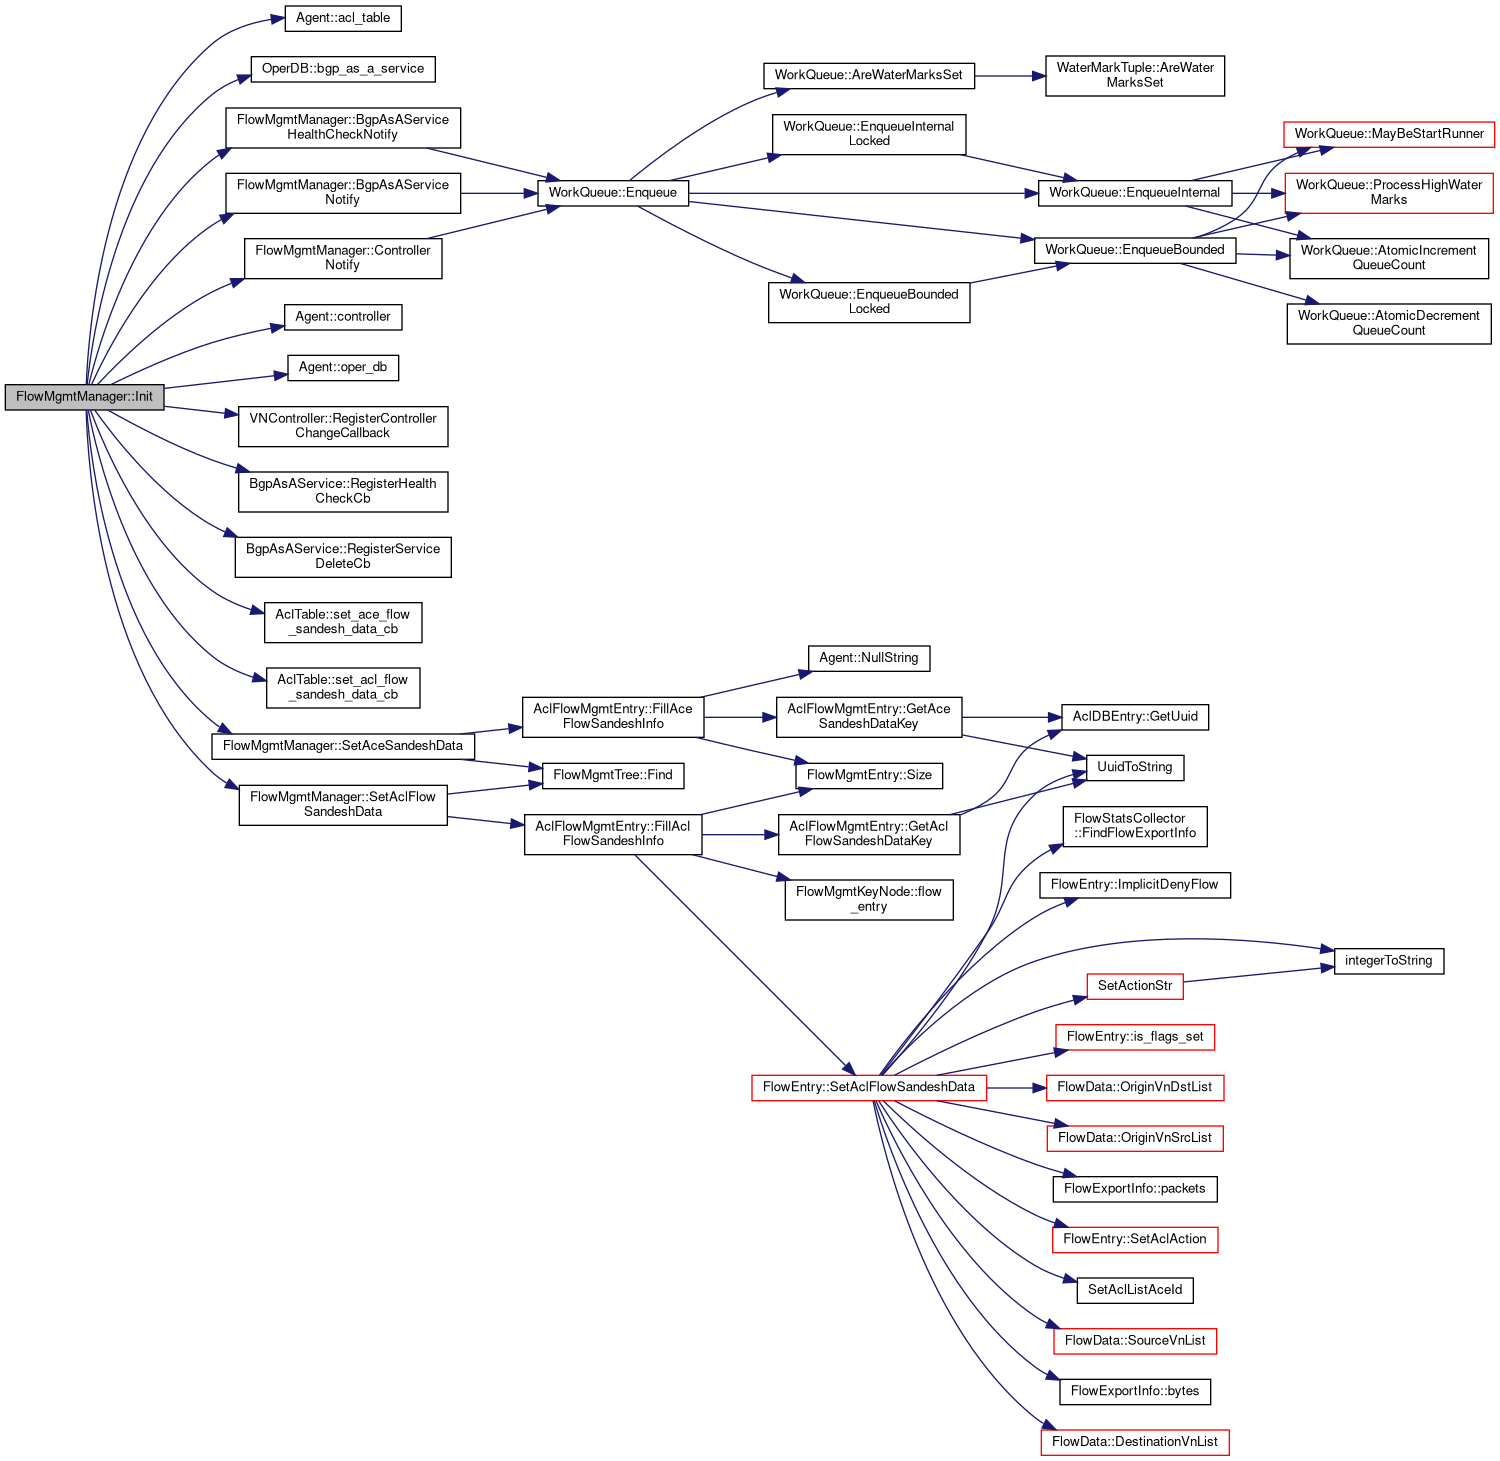 Agent::acl_table
OperDB::bgp_as_a_service
FlowMgmtManager::BgpAsAService
HealthCheckNotify
FlowMgmtManager::BgpAsAService
Notify
FlowMgmtManager::Controller
Notify
Agent::controller
Agent::oper_db
FlowMgmtManager::Init
VNController::RegisterController
ChangeCallback
BgpAsAService::RegisterHealth
CheckCb
BgpAsAService::RegisterService
DeleteCb
AclTable::set_ace_flow
_sandesh_data_cb
AclTable::set_acl_flow
_sandesh_data_cb
FlowMgmtManager::SetAceSandeshData
FlowMgmtManager::SetAclFlow
SandeshData
WorkQueue::Enqueue
WorkQueue::AreWaterMarksSet
WaterMarkTuple::AreWater
MarksSet
WorkQueue::EnqueueInternal
Locked
WorkQueue::EnqueueInternal
WorkQueue::EnqueueBounded
WorkQueue::EnqueueBounded
Locked
WorkQueue::MayBeStartRunner
WorkQueue::ProcessHighWater
Marks
WorkQueue::AtomicIncrement
QueueCount
WorkQueue::AtomicDecrement
QueueCount
AclFlowMgmtEntry::FillAce
FlowSandeshInfo
FlowMgmtTree::Find
AclFlowMgmtEntry::FillAcl
FlowSandeshInfo
Agent::NullString
AclFlowMgmtEntry::GetAce
SandeshDataKey
FlowMgmtEntry::Size
AclFlowMgmtEntry::GetAcl
FlowSandeshDataKey
FlowMgmtKeyNode::flow
_entry
FlowEntry::SetAclFlowSandeshData
AclDBEntry::GetUuid
UuidToString
FlowStatsCollector
::FindFlowExportInfo
FlowEntry::ImplicitDenyFlow
integerToString
SetActionStr
FlowEntry::is_flags_set
FlowData::OriginVnDstList
FlowData::OriginVnSrcList
FlowExportInfo::packets
FlowEntry::SetAclAction
SetAclListAceId
FlowData::SourceVnList
FlowExportInfo::bytes
FlowData::DestinationVnList